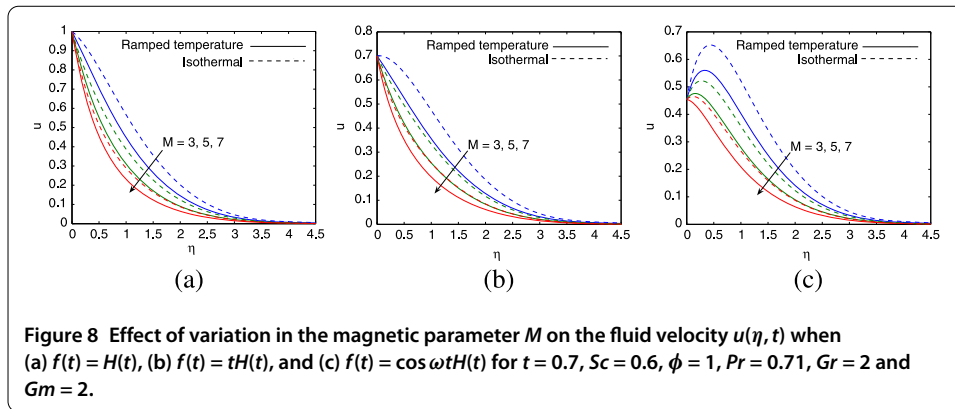 1
0.9
0.8
0.7
0.6
0.5
0.4
0.3
0.2
0.1
0
u
Ramped temperature
Isothermal
M = 3, 5, 7
0 0.5 1 1.5 2 2.5 3 3.5 4 4.5
η
(a)
0.8
0.7
0.6
0.5
0.4
0.3
0.2
0.1
0
u
Ramped temperature
Isothermal
M = 3, 5, 7
0 0.5 1 1.5 2 2.5 3 3.5 4 4.5
η
(b)
0.7
0.6
0.5
0.4
0.3
0.2
0.1
0
u
Ramped temperature
Isothermal
M = 3, 5, 7
0 0.5 1 1.5 2 2.5 3 3.5 4 4.5
η
(c)
Figure 8 Effect of variation in the magnetic parameter M on the fluid velocity u(η, t) when
(a) f(t) = H(t), (b) f(t) = tH(t), and (c) f(t) = cos ωtH(t) for t = 0.7, Sc = 0.6, ϕ = 1, Pr = 0.71, Gr = 2 and
Gm = 2.